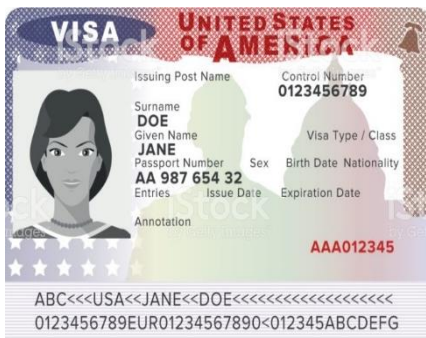 VISA
UNITED STATES
OF AMERICA
Issuing Post Name Control Number
0123456789
Surname
DOE
Given Name Visa Type / Class
JANE
Passport Number Sex Birth Date Nationality
AA 987 654 32
Entries Issue Date Expiration Date
iStock
Annotation
AAA012345
ABC<<<USA<<JANE<<DOE<<<<<<<<<<<<<<<<<<<<
0123456789EUR01234567890<012345ABCDEFG